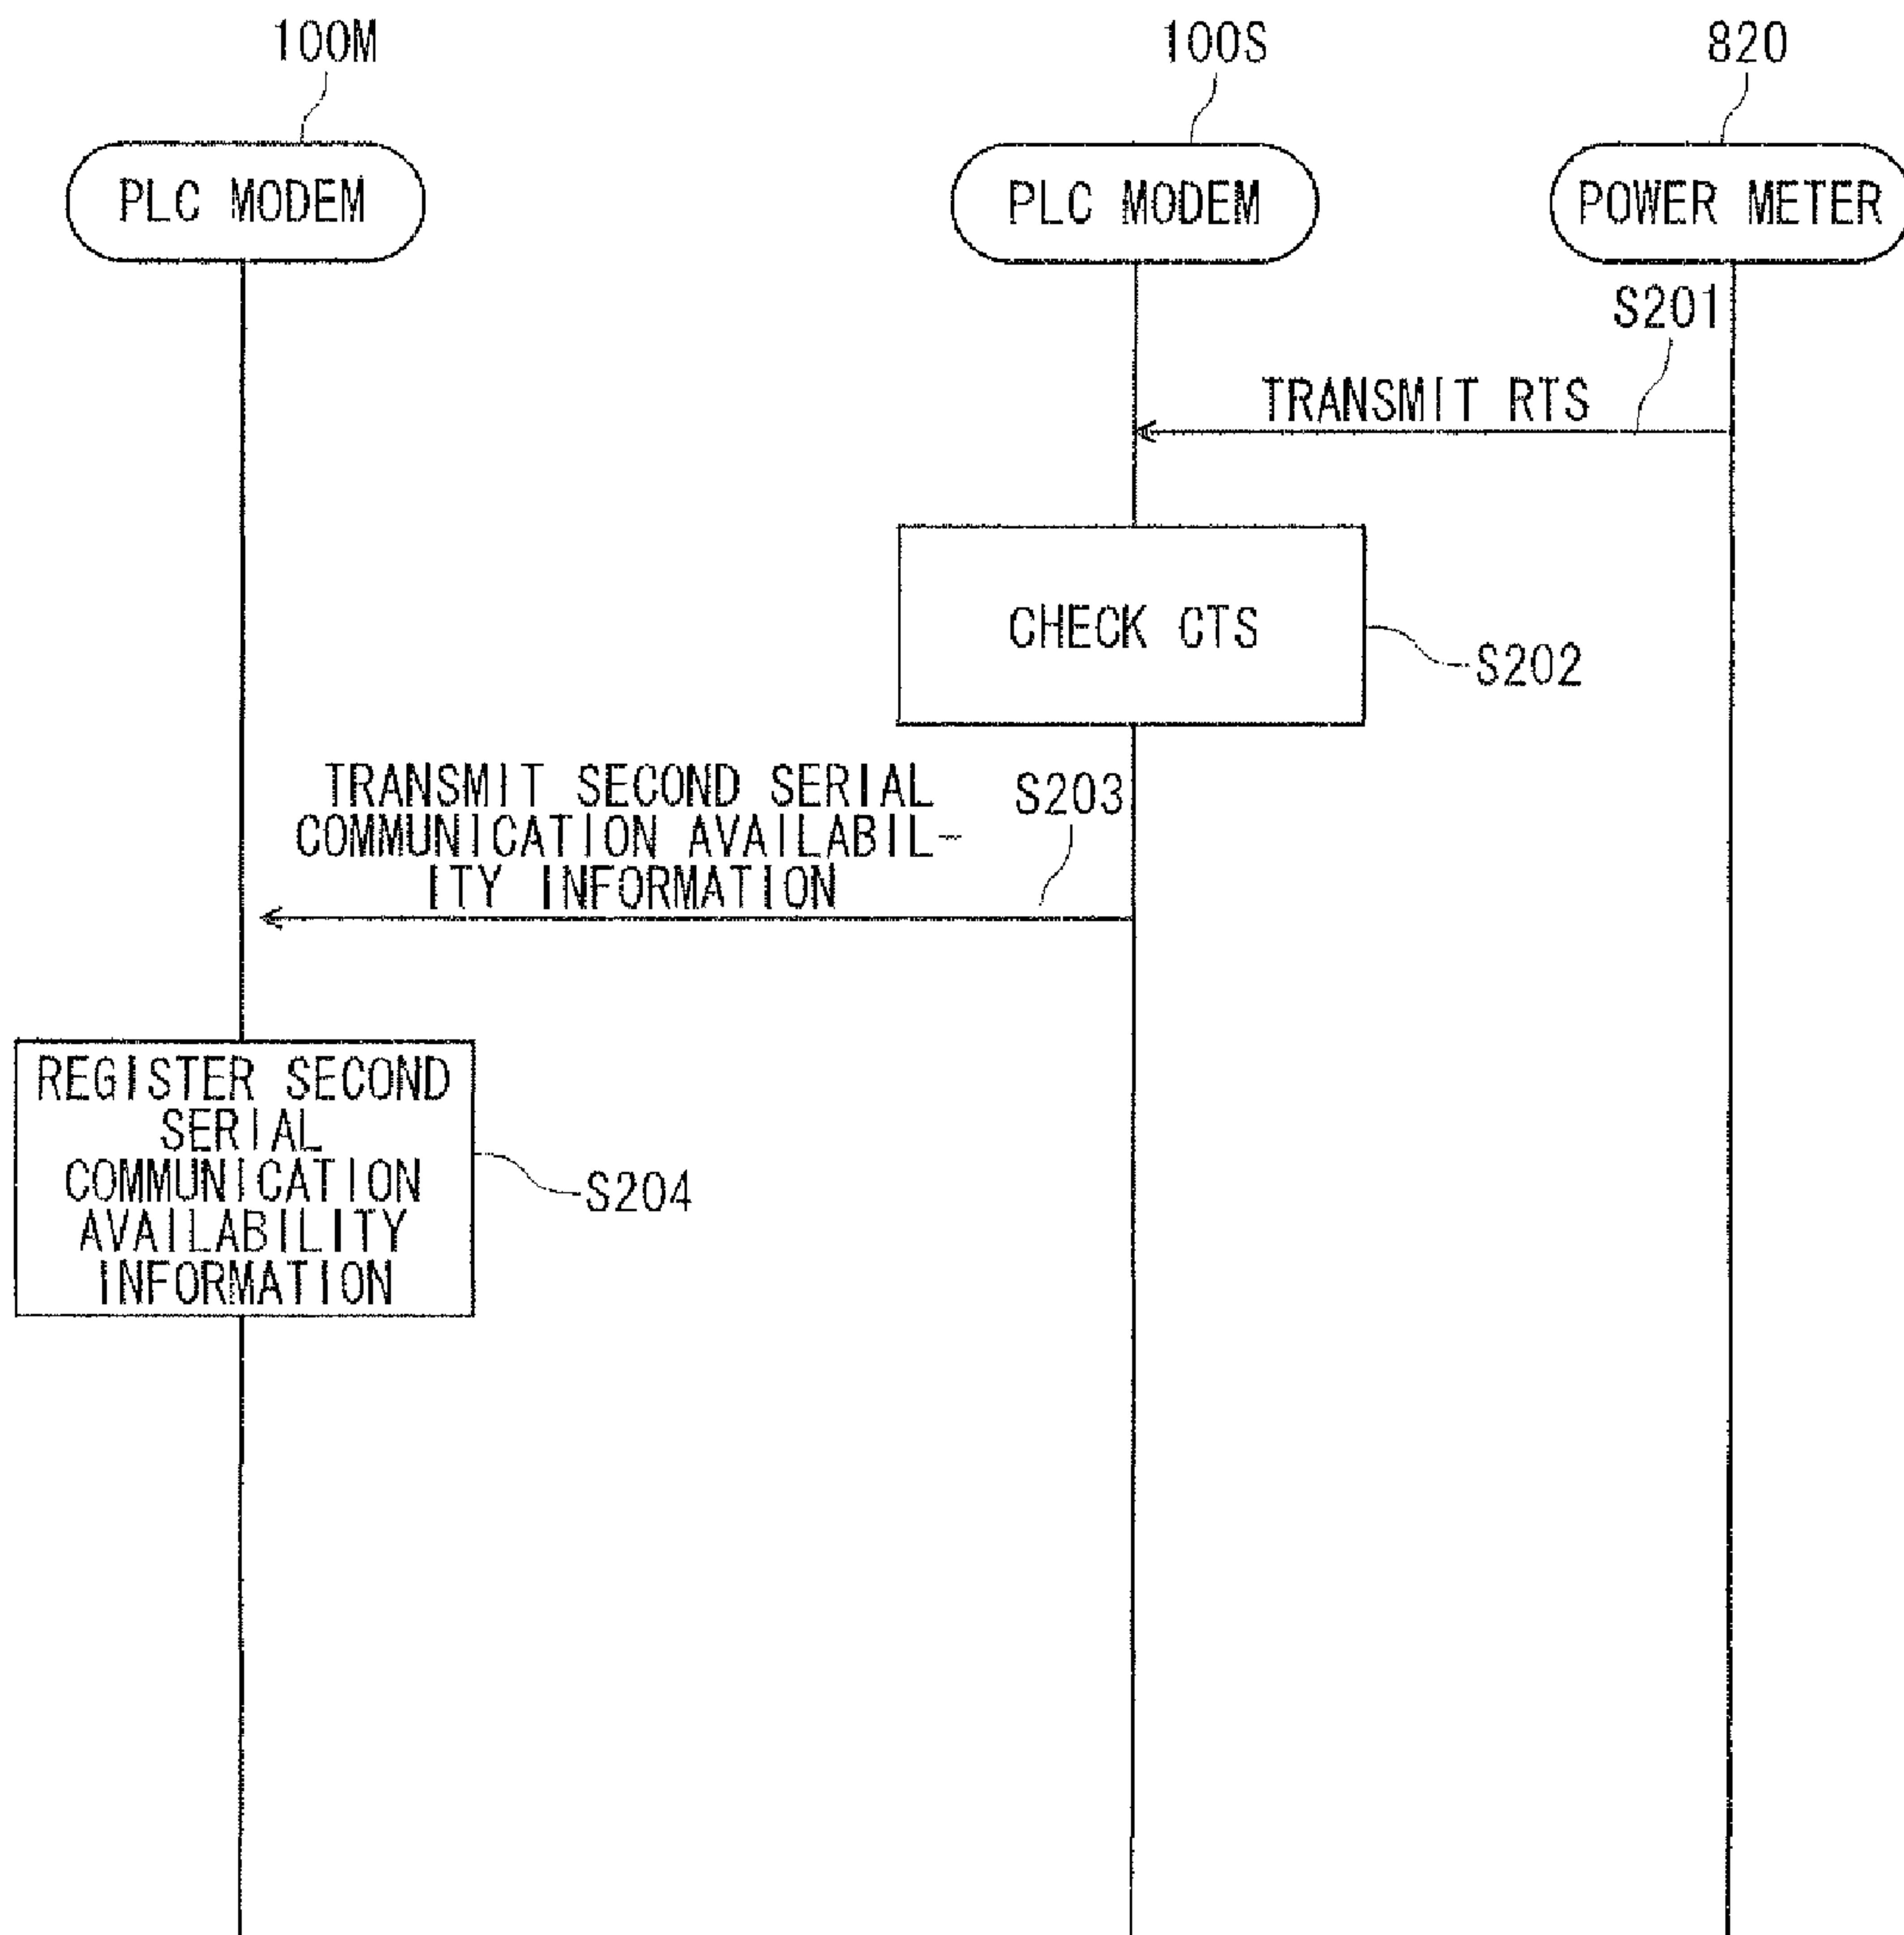 100M
100S
820
PLC MODEM
PLC MODEM
POWER METER
S201
TRANSMIT RTS
CHECK CTS
S202
TRANSMIT SECOND SERIAL
COMMUNICATION AVAILABIL-
ITY INFORMATION
S203
REGISTER SECOND
SERIAL
COMMUNICATION
AVAILABILITY
INFORMATION
S204